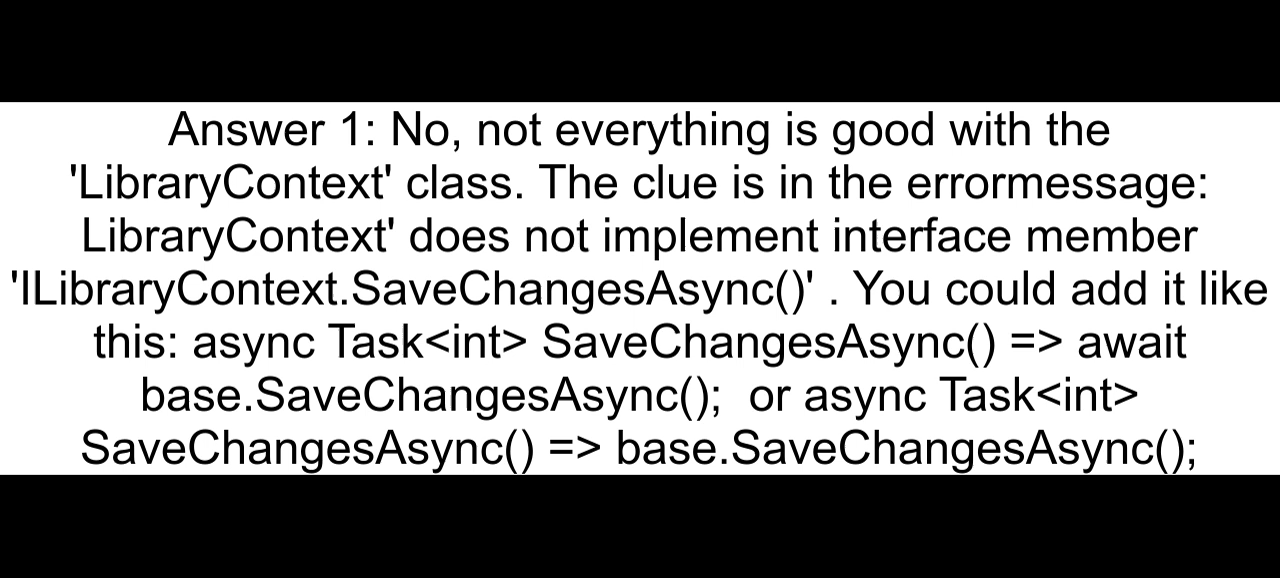 Answer 1: No, not everything is good with the
'LibraryContext' class. The clue is in the errormessage:
LibraryContext' does not implement interface member
'ILibraryContext.SaveChangesAsync()' . You could add it like
this: async Task<int> SaveChangesAsync() => await
base.SaveChangesAsync();  or async Task<int>
SaveChangesAsync() => base.SaveChangesAsync();